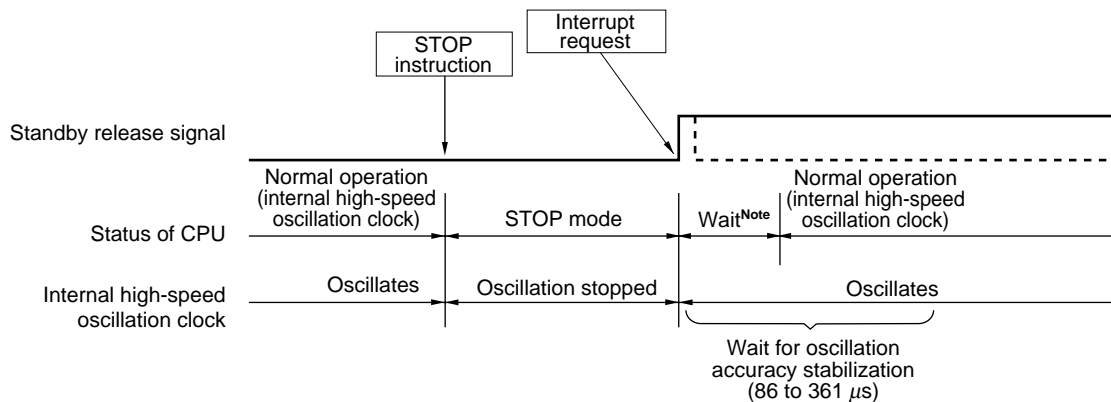 STOP
instruction
Interrupt
request
Standby release signal
Normal operation
(internal high-speed
oscillation clock)
Normal operation
(internal high-speed
oscillation clock)
Status of CPU
STOP mode
WaitNote
Internal high-speed
oscillation clock
Oscillates
Oscillation stopped
Oscillates
Wait for oscillation
accuracy stabilization
(86 to 361 μs)